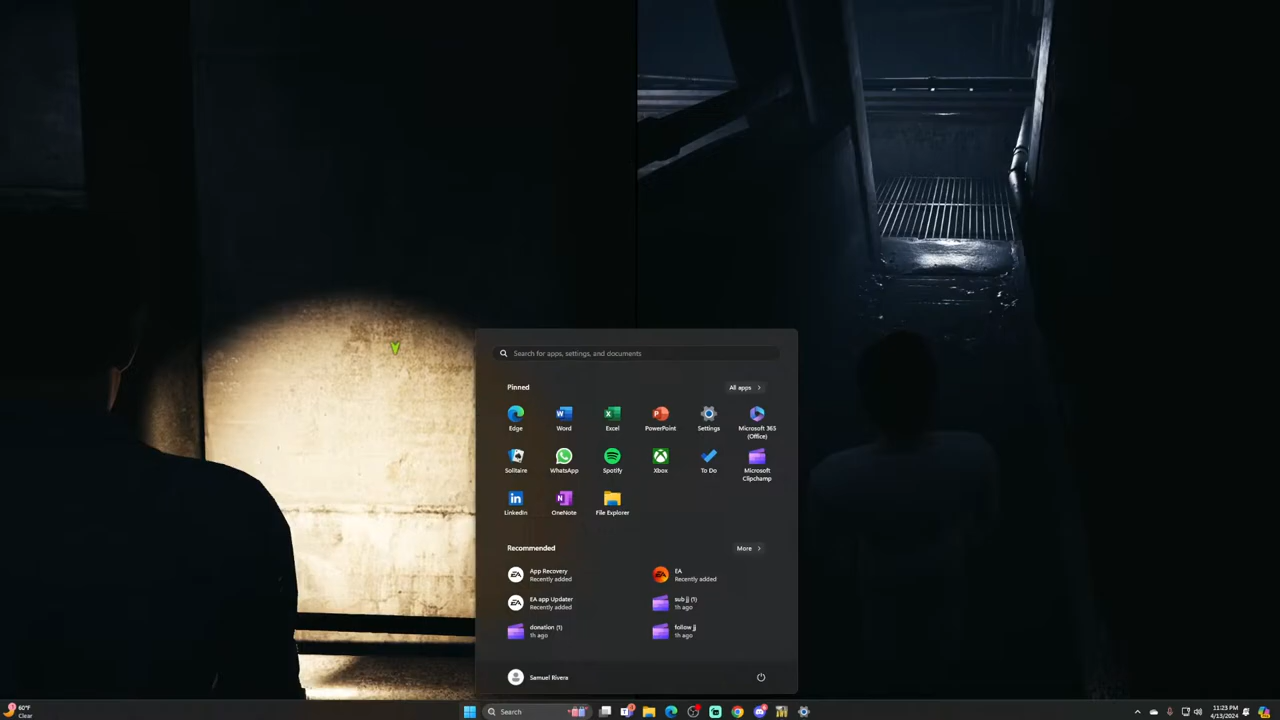 Search for apps, settings, and documents
Pinned
All apps
Edge
Word
Excel
PowerPoint
Settings
Microsoft 365
(Office)
Solitaire
WhatsApp
Spotify
Xbox
To Do
Microsoft
Clipchamp
LinkedIn
OneNote
File Explorer
Recommended
More
App Recovery
Recently added
EA
Recently added
EA app Updater
Recently added
sub jj (1)
1h ago
donation (1)
1h ago
follow jj
1h ago
Samuel Rivera
60°F
Clear
Search
11:23 PM
4/13/2024